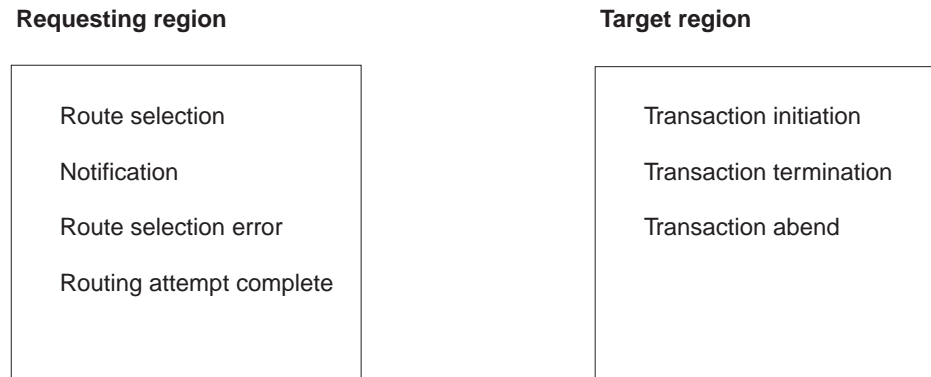 Requesting region
Target region
Route selection
Notification
Route selection error
Routing attempt complete
Transaction initiation
Transaction termination
Transaction abend